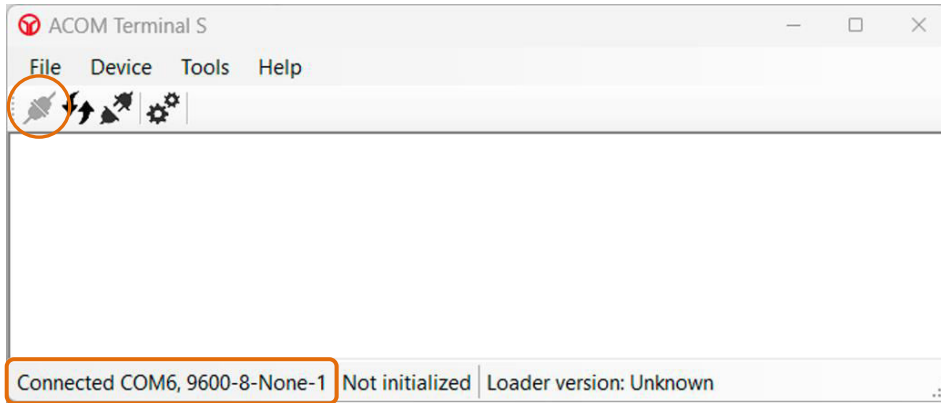 ACOM Terminal S
File Device Tools Help
Connected COM6, 9600-8-None-1 Not initialized Loader version: Unknown